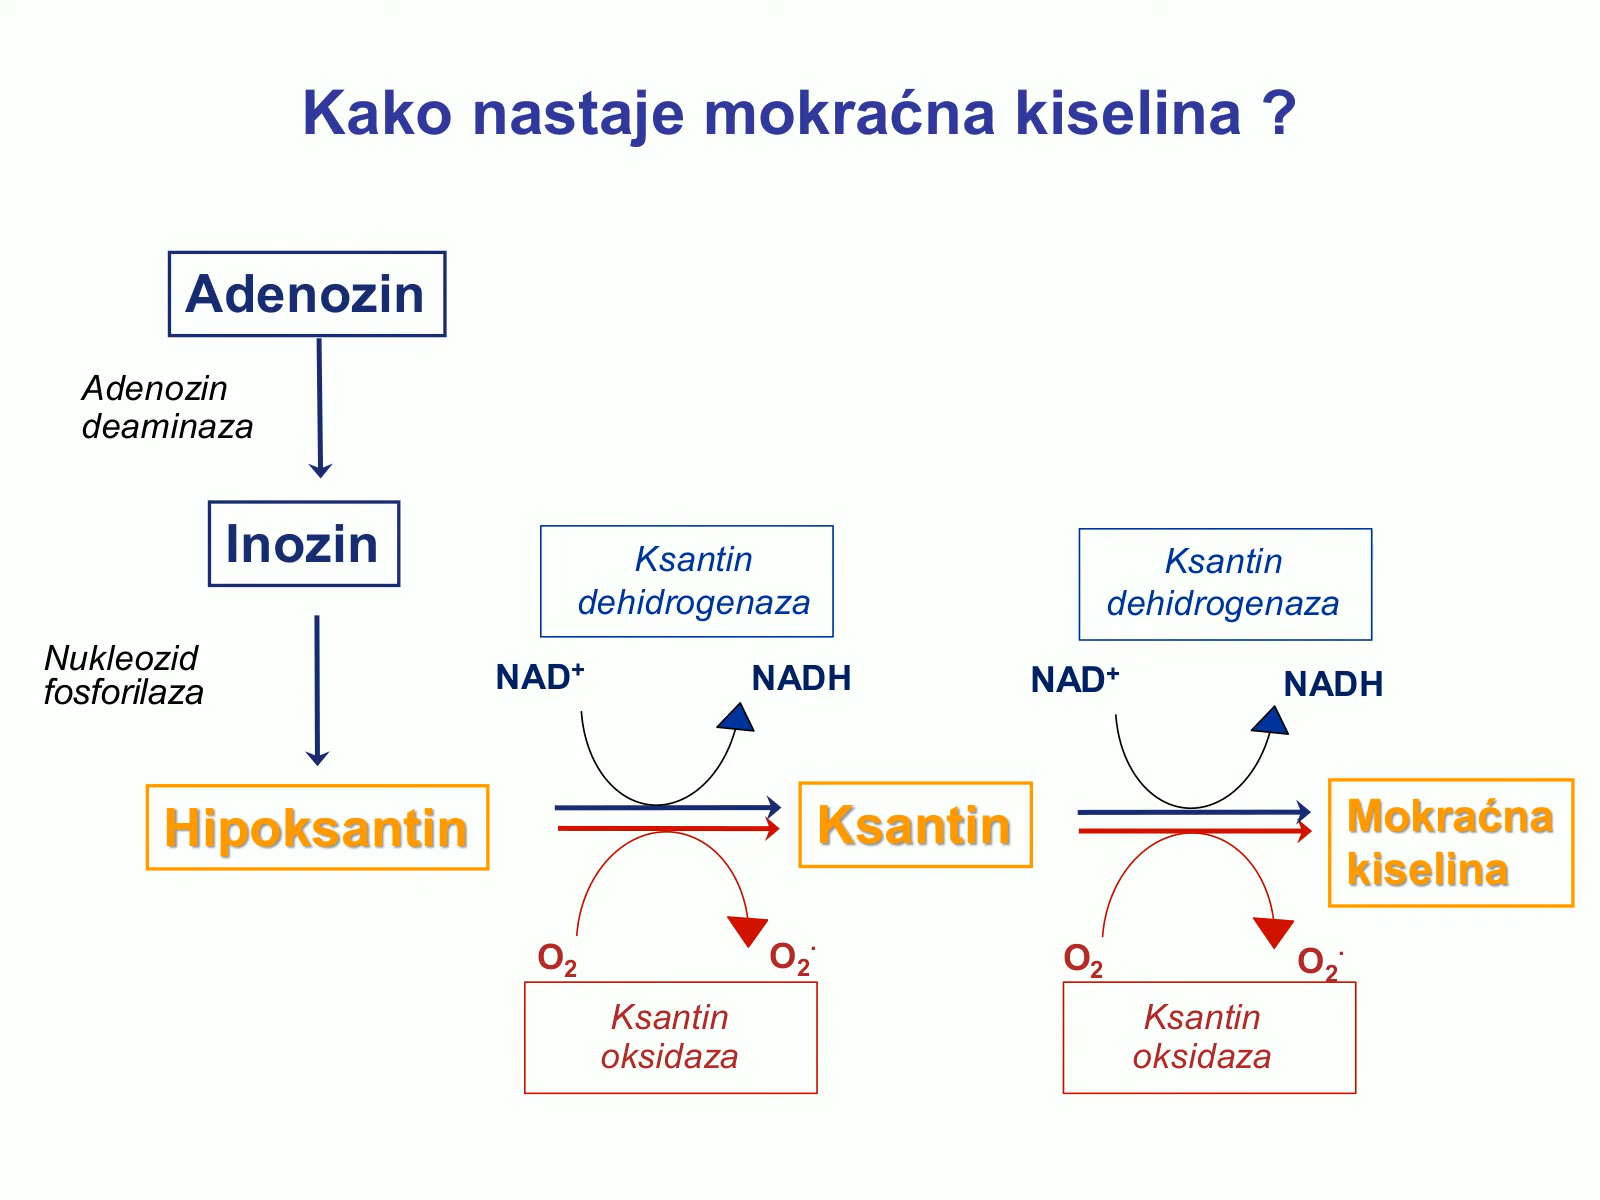 Kako nastaje mokraćna kiselina ?
Adenozin
Adenozin
deaminaza
Inozin
Nukleozid
fosforilaza
Hipoksantin
Ksantin
dehidrogenaza
NAD⁺
NADH
O₂
O₂·
Ksantin
oksidaza
Ksantin
Ksantin
dehidrogenaza
NAD⁺
NADH
O₂
O₂·
Ksantin
oksidaza
Mokraćna
kiselina